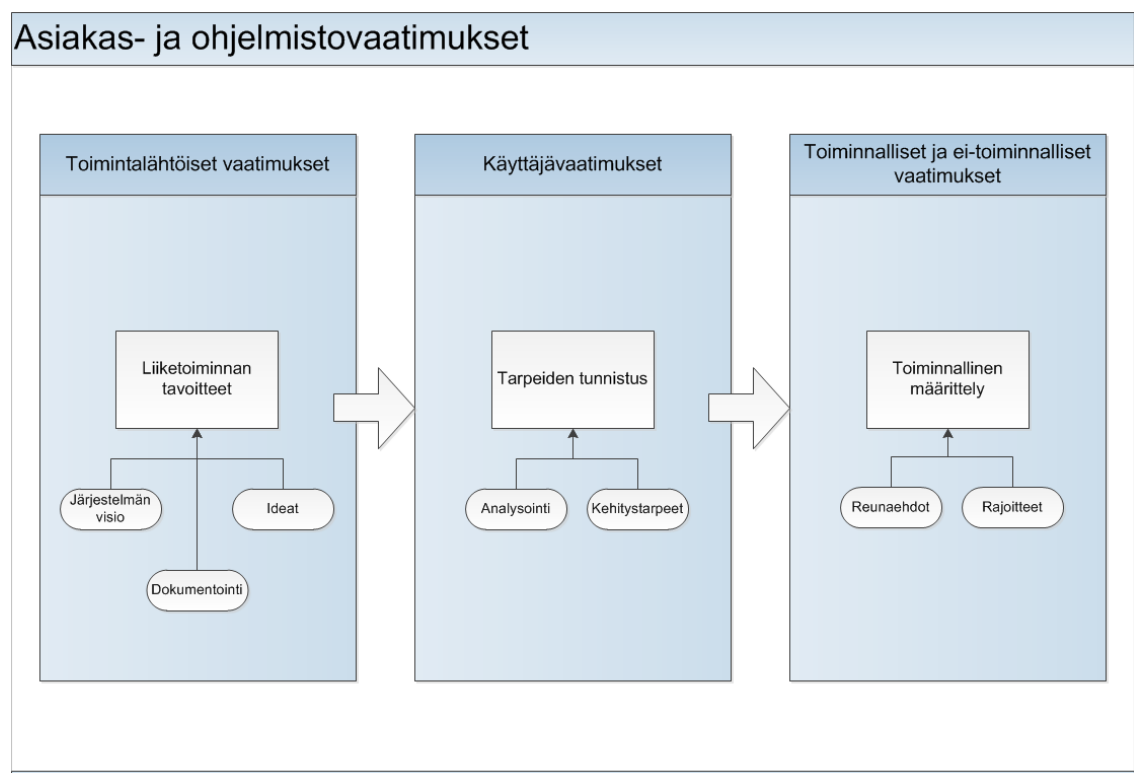 Asiakas- ja ohjelmistovaatimukset
Toimintalähtöiset vaatimukset
Liiketoiminnan
tavoitteet
Järjestelmän
visio
Ideat
Dokumentointi
Käyttäjävaatimukset
Tarpeiden tunnistus
Analysointi
Kehitystarpeet
Toiminnalliset ja ei-toiminnalliset
vaatimukset
Toiminnallinen
määrittely
Reunaehdot
Rajoitteet